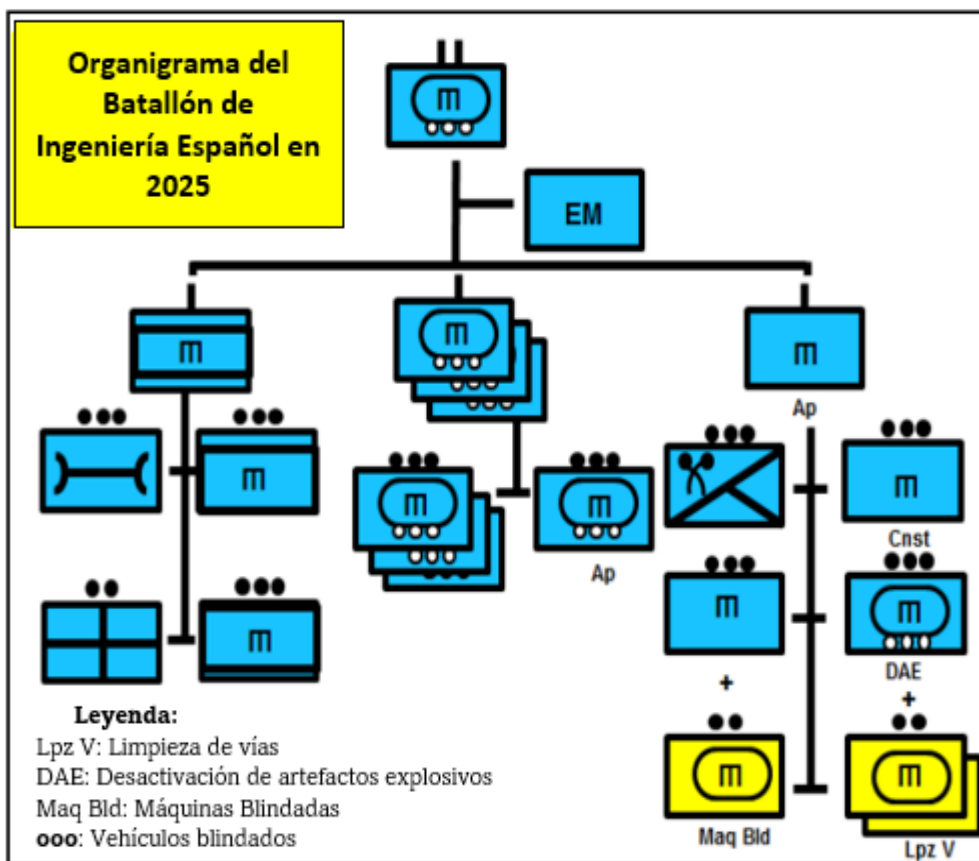 Organigrama del
Batallón de
Ingeniería Español en
2025
EM
Ap
Ap
Cnst
DAE
+
+
Maq Bld
Lpz V
Leyenda:
Lpz V: Limpieza de vías
DAE: Desactivación de artefactos explosivos
Maq Bld: Máquinas Blindadas
ooo: Vehículos blindados